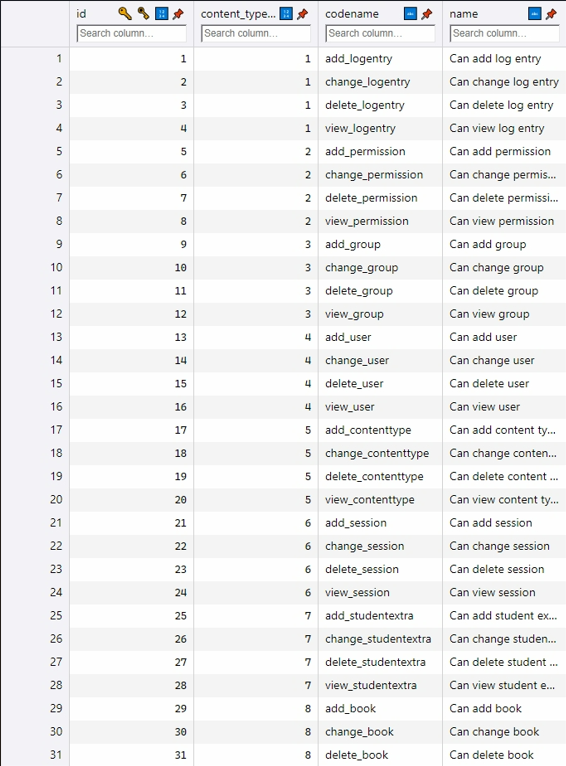 id content_type... codename name
Search column... Search column... Search column... Search column...
1 1 1 add_logentry Can add log entry
2 2 1 change_logentry Can change log entry
3 3 1 delete_logentry Can delete log entry
4 4 1 view_logentry Can view log entry
5 5 2 add_permission Can add permission
6 6 2 change_permission Can change permis...
7 7 2 delete_permission Can delete permissi...
8 8 2 view_permission Can view permission
9 9 3 add_group Can add group
10 10 3 change_group Can change group
11 11 3 delete_group Can delete group
12 12 3 view_group Can view group
13 13 4 add_user Can add user
14 14 4 change_user Can change user
15 15 4 delete_user Can delete user
16 16 4 view_user Can view user
17 17 5 add_contenttype Can add content ty...
18 18 5 change_contenttype Can change conten...
19 19 5 delete_contenttype Can delete content ...
20 20 5 view_contenttype Can view content ty...
21 21 6 add_session Can add session
22 22 6 change_session Can change session
23 23 6 delete_session Can delete session
24 24 6 view_session Can view session
25 25 7 add_studentextra Can add student ex...
26 26 7 change_studentextra Can change studen...
27 27 7 delete_studentextra Can delete student ...
28 28 7 view_studentextra Can view student e...
29 29 8 add_book Can add book
30 30 8 change_book Can change book
31 31 8 delete_book Can delete book